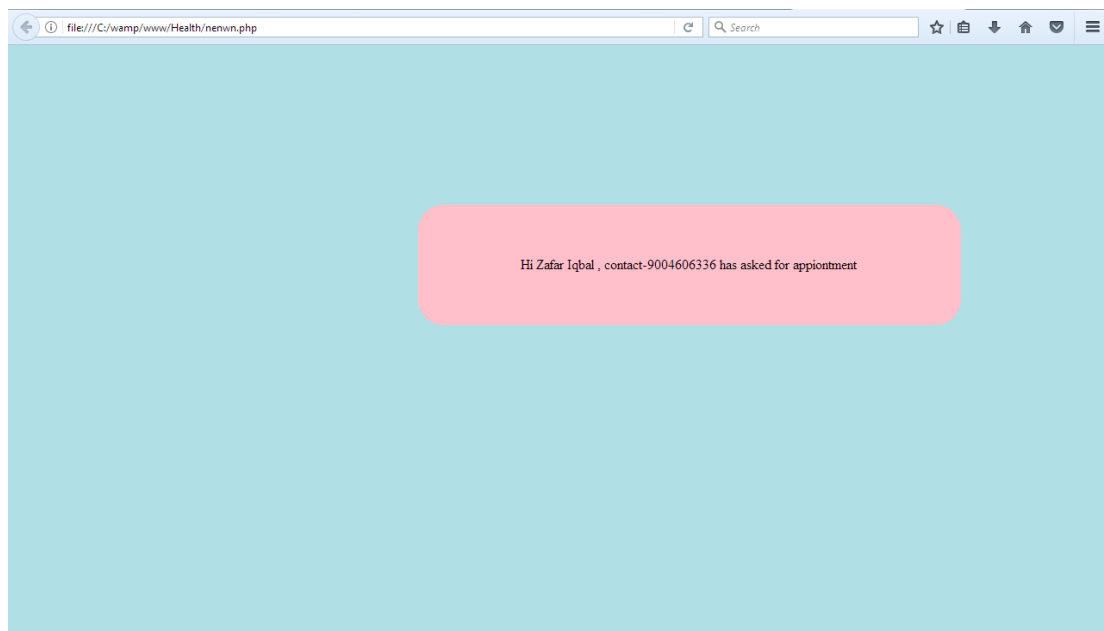 file:///C:/wamp/www/Health/nenwn.php
Search
Hi Zafar Iqbal , contact-9004606336 has asked for appiontment